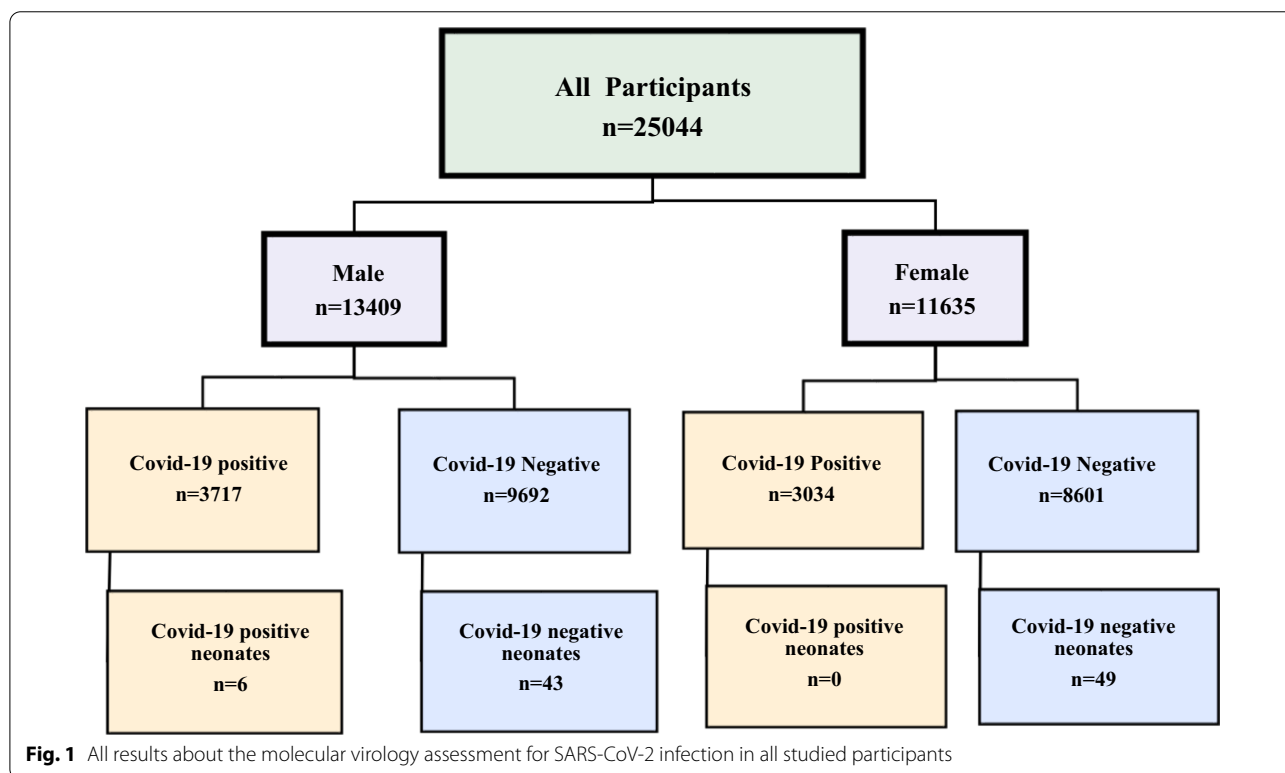 All Participants
n=25044
Male
n=13409
Female
n=11635
Covid-19 positive
n=3717
Covid-19 Negative
n=9692
Covid-19 Positive
n=3034
Covid-19 Negative
n=8601
Covid-19 positive
neonates
n=6
Covid-19 negative
neonates
n=43
Covid-19 positive
neonates
n=0
Covid-19 negative
neonates
n=49
Fig. 1 All results about the molecular virology assessment for SARS-CoV-2 infection in all studied participants